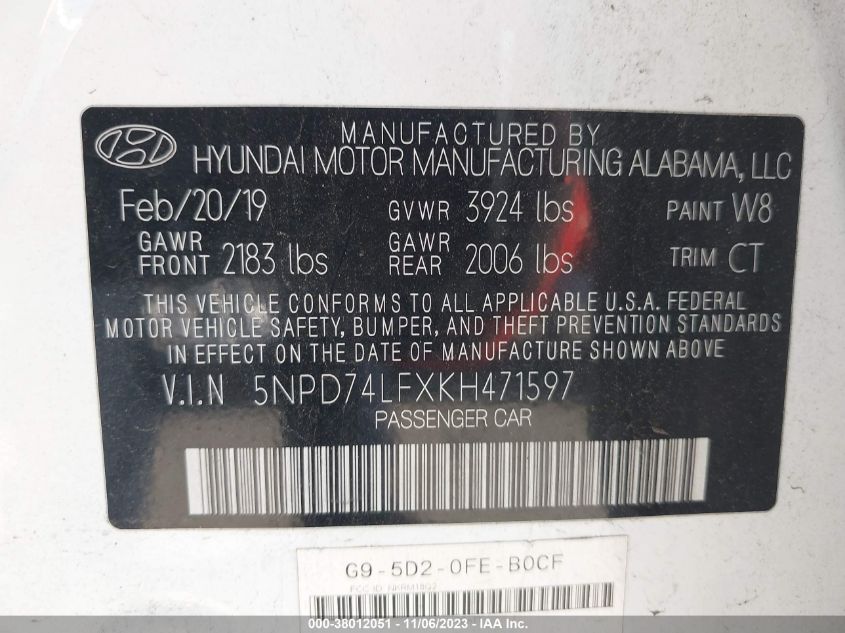 MANUFACTURED BY
HYUNDAI MOTOR MANUFACTURING ALABAMA, LLC
Feb/20/19 GVWR 3924 lbs PAINT W8
GAWR FRONT 2183 lbs GAWR REAR 2006 lbs TRIM CT
THIS VEHICLE CONFORMS TO ALL APPLICABLE U.S.A. FEDERAL
MOTOR VEHICLE SAFETY, BUMPER, AND THEFT PREVENTION STANDARDS
IN EFFECT ON THE DATE OF MANUFACTURE SHOWN ABOVE
V.I.N 5NPD74LFXKH471597
PASSENGER CAR
G9-5D2-0FE-B0CF
FCC ID: NKRM18Q2
000-38012051 - 11/06/2023 - IAA Inc.